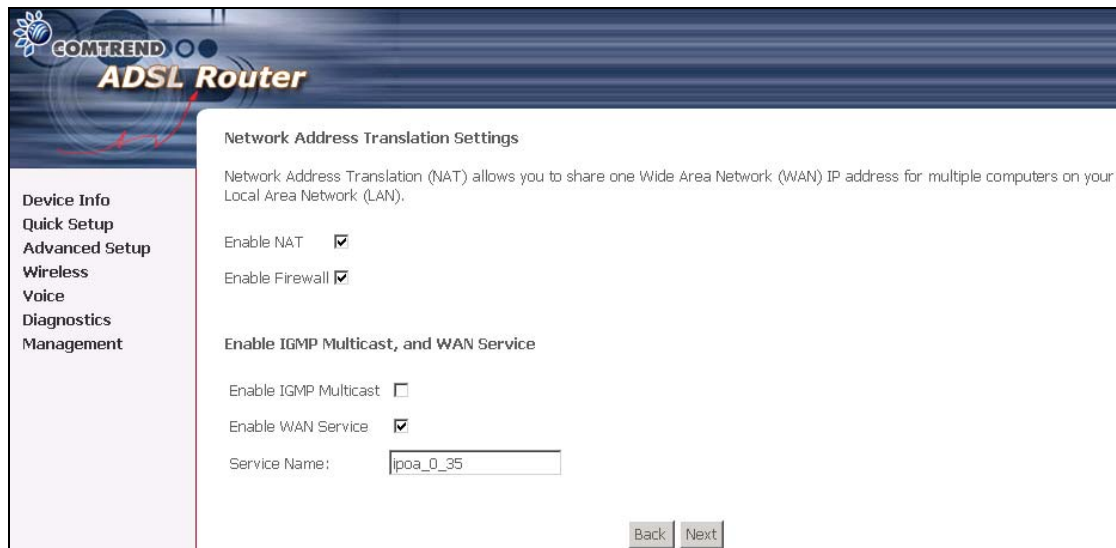 COMTREND
ADSL Router
Device Info
Quick Setup
Advanced Setup
Wireless
Voice
Diagnostics
Management
Network Address Translation Settings
Network Address Translation (NAT) allows you to share one Wide Area Network (WAN) IP address for multiple computers on your
Local Area Network (LAN).
Enable NAT
Enable Firewall
Enable IGMP Multicast, and WAN Service
Enable IGMP Multicast
Enable WAN Service
Service Name: ipoa_0_35
Back Next